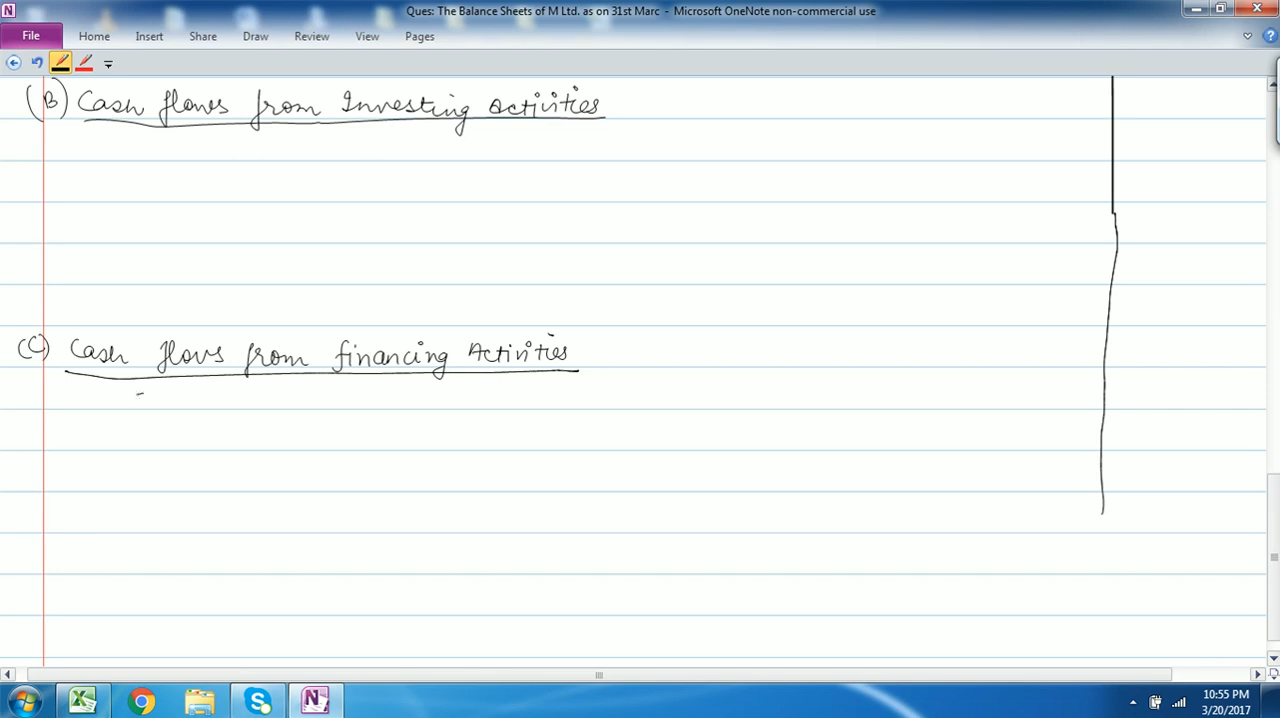 Ques: The Balance Sheets of M Ltd. as on 31st Marc - Microsoft OneNote non-commercial use
File Home Insert Share Draw Review View Pages
(B) Cash flows from Investing Activities
(C) Cash flows from financing Activities
10:55 PM
3/20/2017